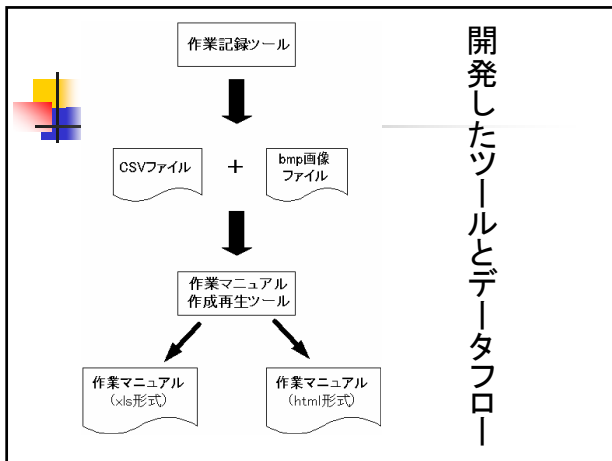 開発したツールとデータフロー
作業記録ツール
CSVファイル
+
bmp画像
ファイル
作業マニュアル
作成再生ツール
作業マニュアル
(xls形式)
作業マニュアル
(html形式)